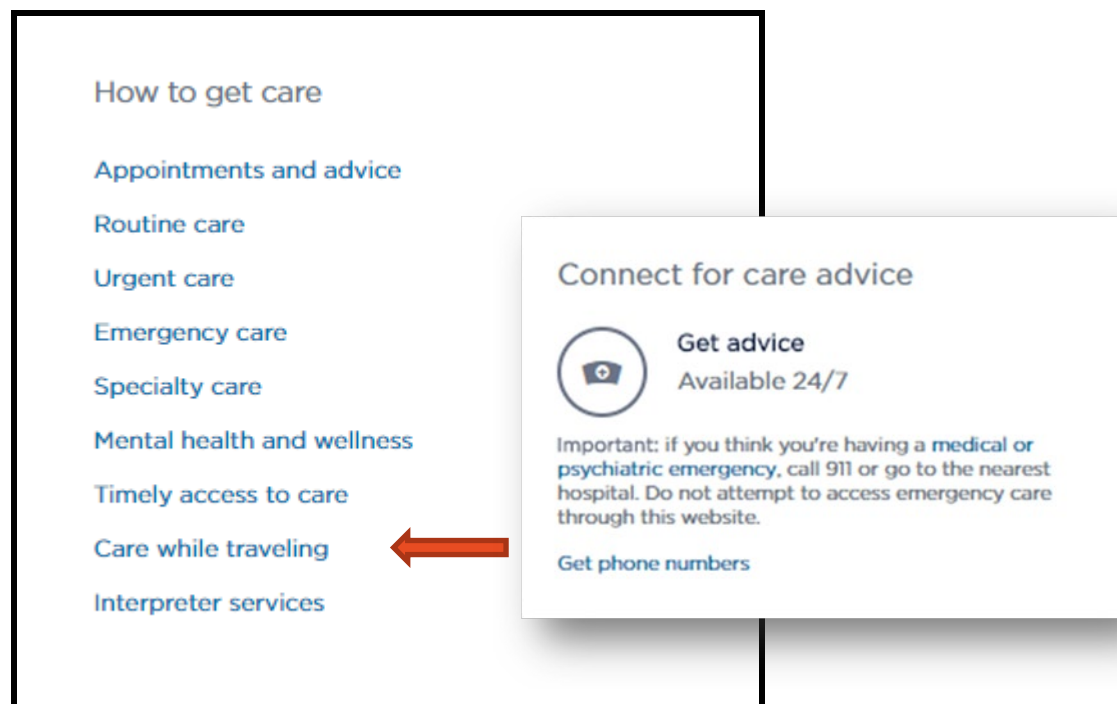 How to get care
Appointments and advice
Routine care
Urgent care
Emergency care
Specialty care
Mental health and wellness
Timely access to care
Care while traveling
Interpreter services
Connect for care advice
Get advice
Available 24/7
Important: if you think you're having a medical or
psychiatric emergency, call 911 or go to the nearest
hospital. Do not attempt to access emergency care
through this website.
Get phone numbers